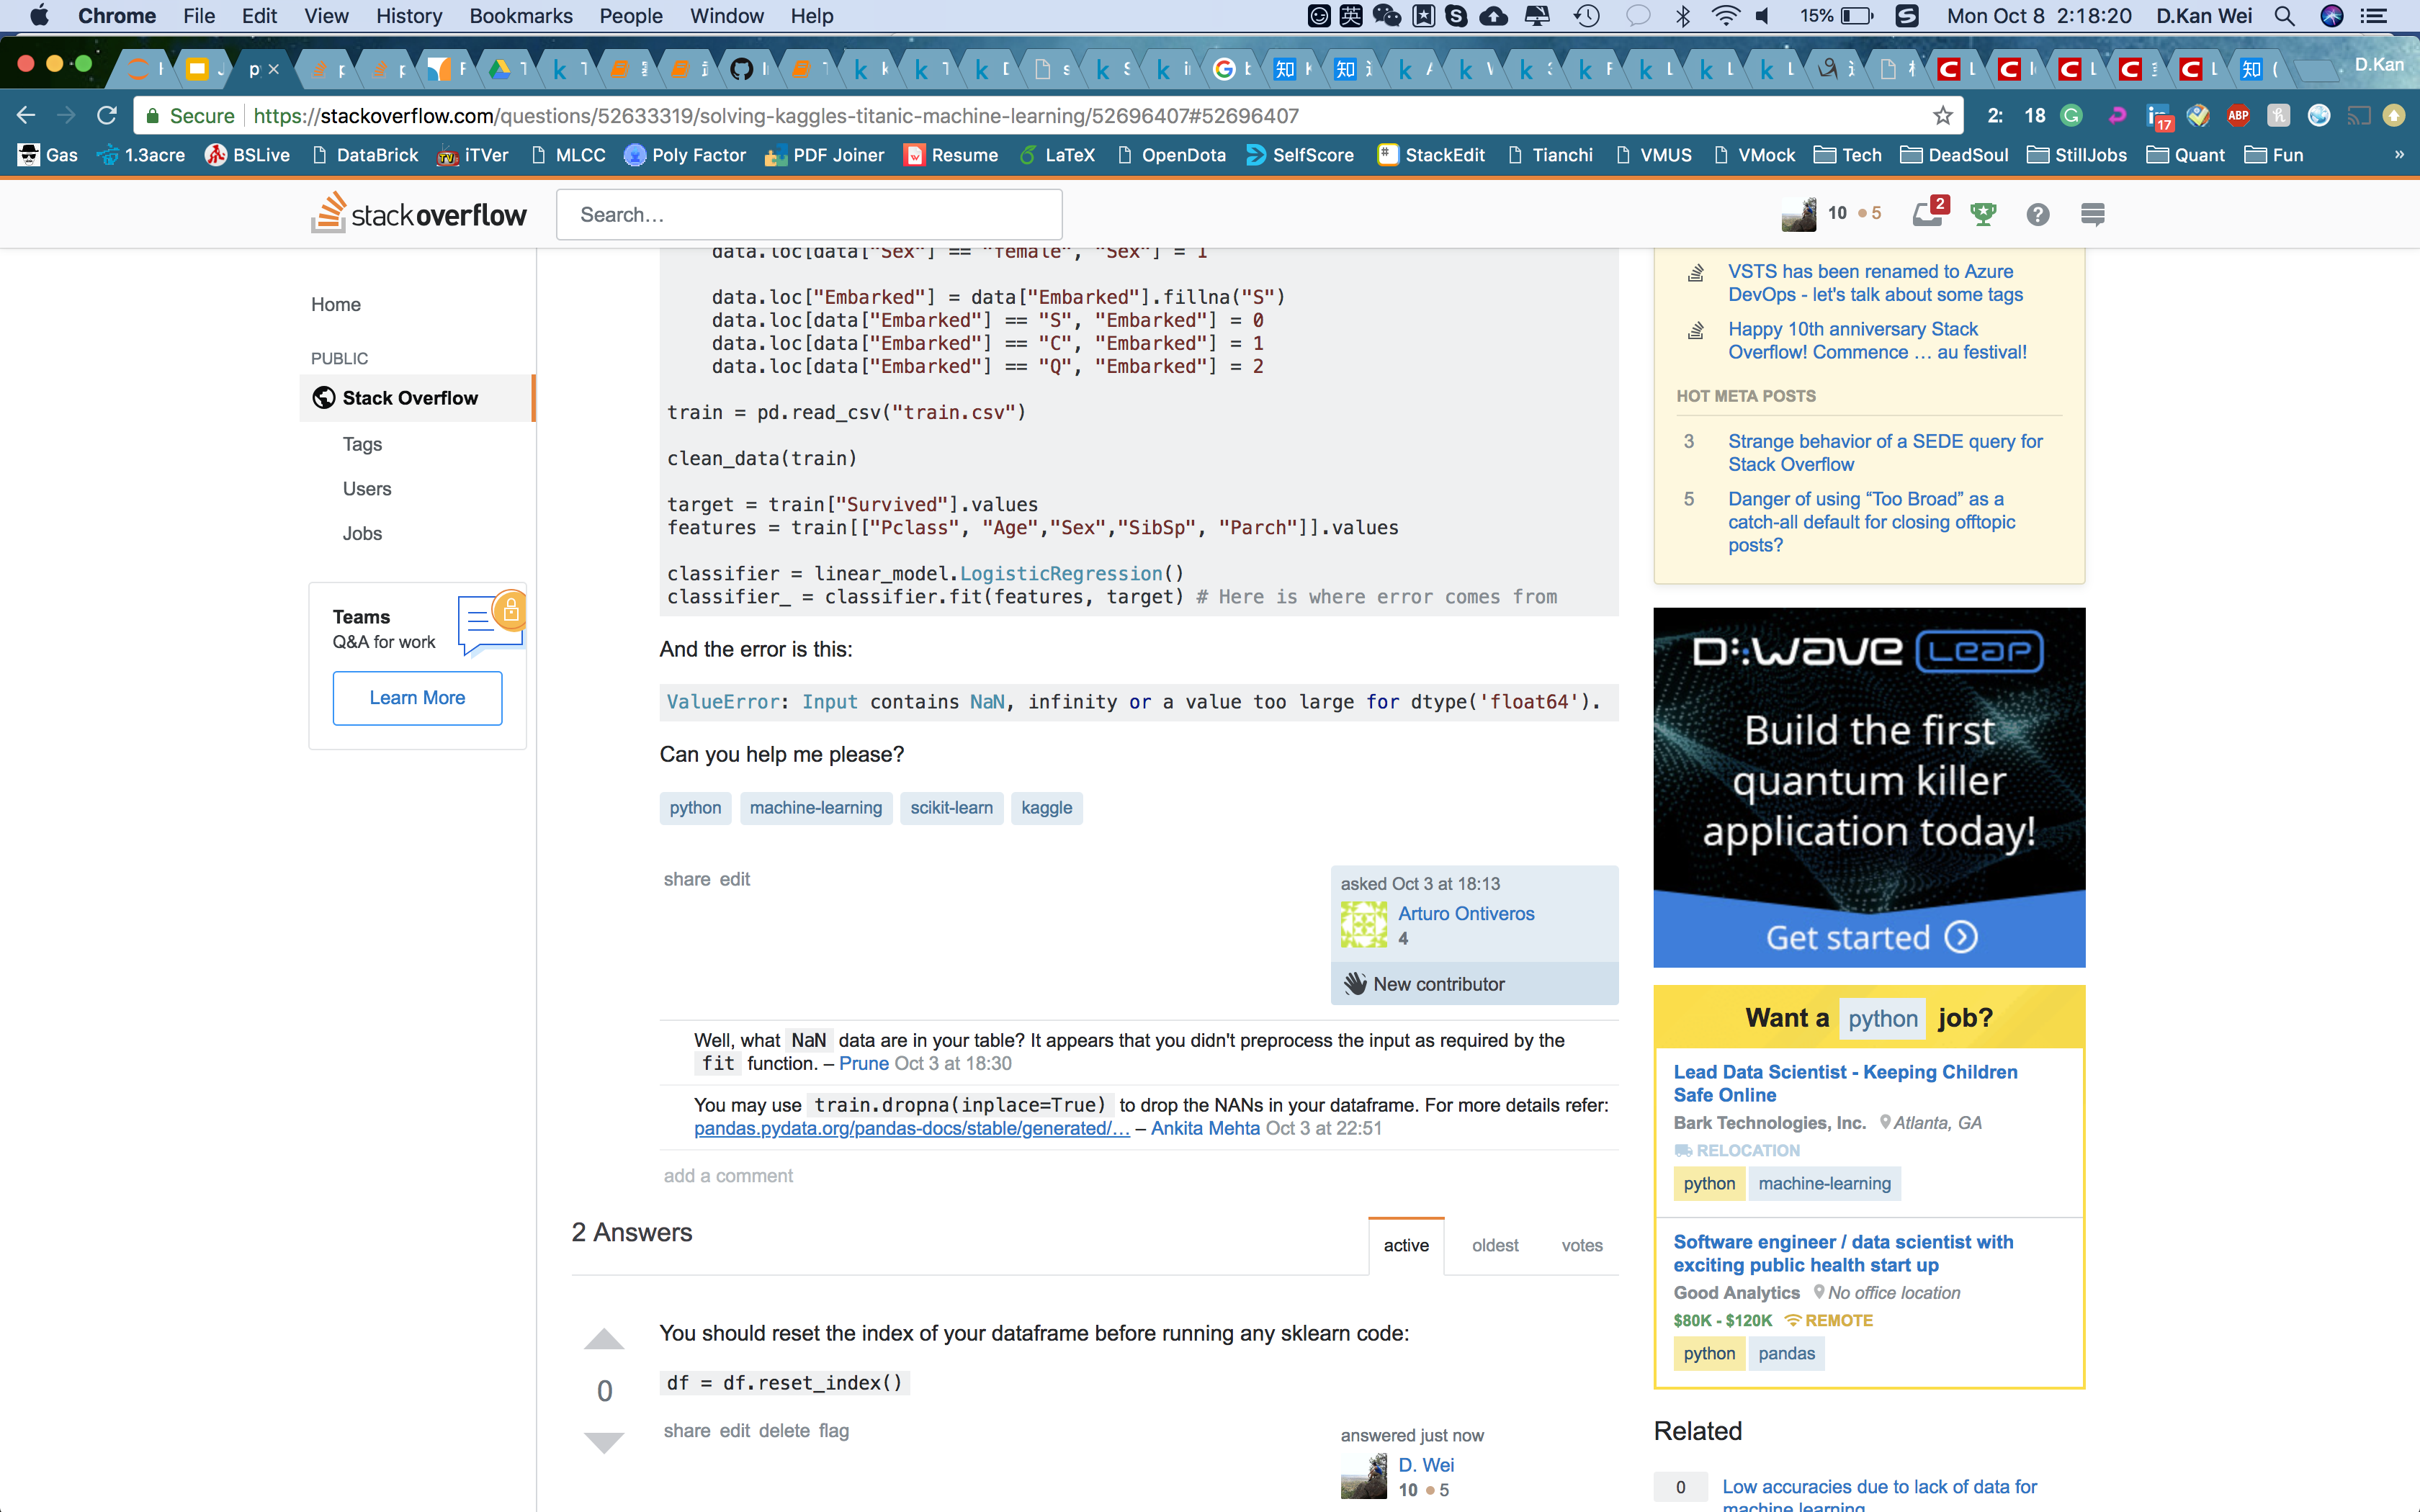 Chrome File Edit View History Bookmarks People Window Help
英 15% Mon Oct 8 2:18:20 D.Kan Wei
D.Kan
Secure https://stackoverflow.com/questions/52633319/solving-kaggles-titanic-machine-learning/52696407#52696407
2: 18 17 ABP
Gas 1.3acre BSLive DataBrick iTVer MLCC Poly Factor PDF Joiner Resume LaTeX OpenDota SelfScore StackEdit Tianchi VMUS VMock Tech DeadSoul StillJobs Quant Fun »
stackoverflow Search… 10 5 2
Home
PUBLIC
Stack Overflow
Tags
Users
Jobs
Teams
Q&A for work
Learn More
data.loc[data["Sex"] == "female", "Sex"] = 1
data.loc["Embarked"] = data["Embarked"].fillna("S")
data.loc[data["Embarked"] == "S", "Embarked"] = 0
data.loc[data["Embarked"] == "C", "Embarked"] = 1
data.loc[data["Embarked"] == "Q", "Embarked"] = 2
train = pd.read_csv("train.csv")
clean_data(train)
target = train["Survived"].values
features = train[["Pclass", "Age","Sex","SibSp", "Parch"]].values
classifier = linear_model.LogisticRegression()
classifier_ = classifier.fit(features, target) # Here is where error comes from
And the error is this:
ValueError: Input contains NaN, infinity or a value too large for dtype('float64').
Can you help me please?
python machine-learning scikit-learn kaggle
share edit
asked Oct 3 at 18:13
Arturo Ontiveros
4
New contributor
Well, what NaN data are in your table? It appears that you didn't preprocess the input as required by the
fit function. – Prune Oct 3 at 18:30
You may use train.dropna(inplace=True) to drop the NANs in your dataframe. For more details refer:
pandas.pydata.org/pandas-docs/stable/generated/… – Ankita Mehta Oct 3 at 22:51
add a comment
2 Answers
active oldest votes
You should reset the index of your dataframe before running any sklearn code:
0
df = df.reset_index()
share edit delete flag
answered just now
D. Wei
10 5
VSTS has been renamed to Azure
DevOps - let's talk about some tags
Happy 10th anniversary Stack
Overflow! Commence … au festival!
HOT META POSTS
3 Strange behavior of a SEDE query for
Stack Overflow
5 Danger of using “Too Broad” as a
catch-all default for closing offtopic
posts?
D:Wave Leap
Build the first
quantum killer
application today!
Get started
Want a python job?
Lead Data Scientist - Keeping Children
Safe Online
Bark Technologies, Inc. Atlanta, GA
RELOCATION
python machine-learning
Software engineer / data scientist with
exciting public health start up
Good Analytics No office location
$80K - $120K REMOTE
python pandas
Related
0 Low accuracies due to lack of data for
machine learning